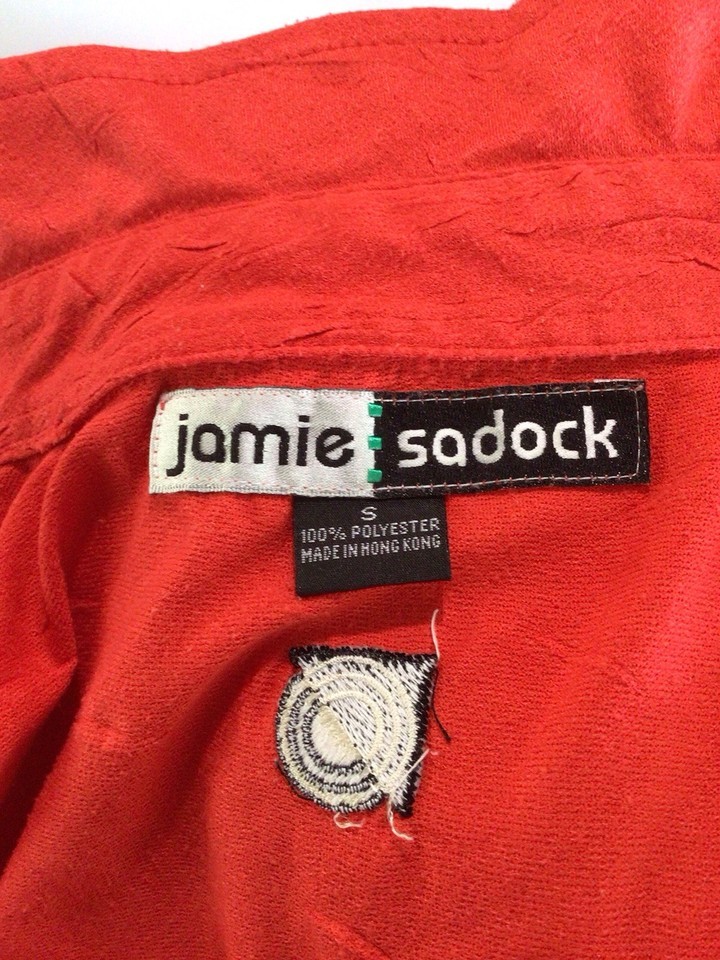 jamie sadock
S
100% POLYESTER
MADE IN HONG KONG